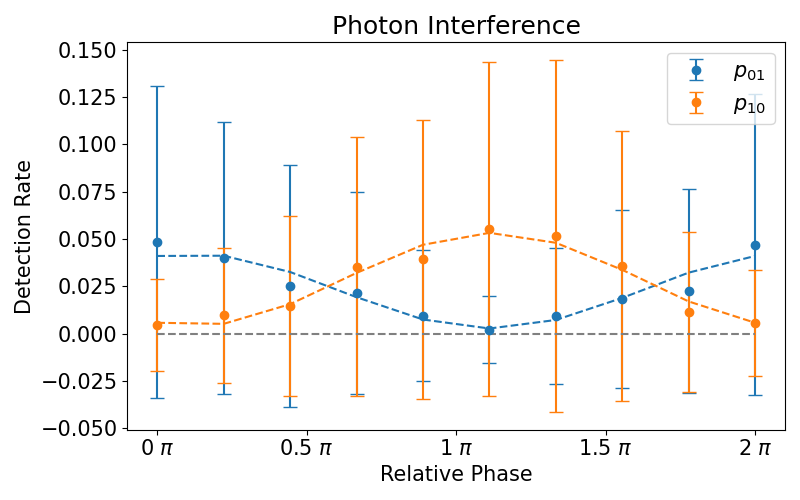 Photon Interference
Detection Rate
0.150
0.125
0.100
0.075
0.050
0.025
0.000
−0.025
−0.050
p01
p10
0 π
0.5 π
1 π
1.5 π
2 π
Relative Phase